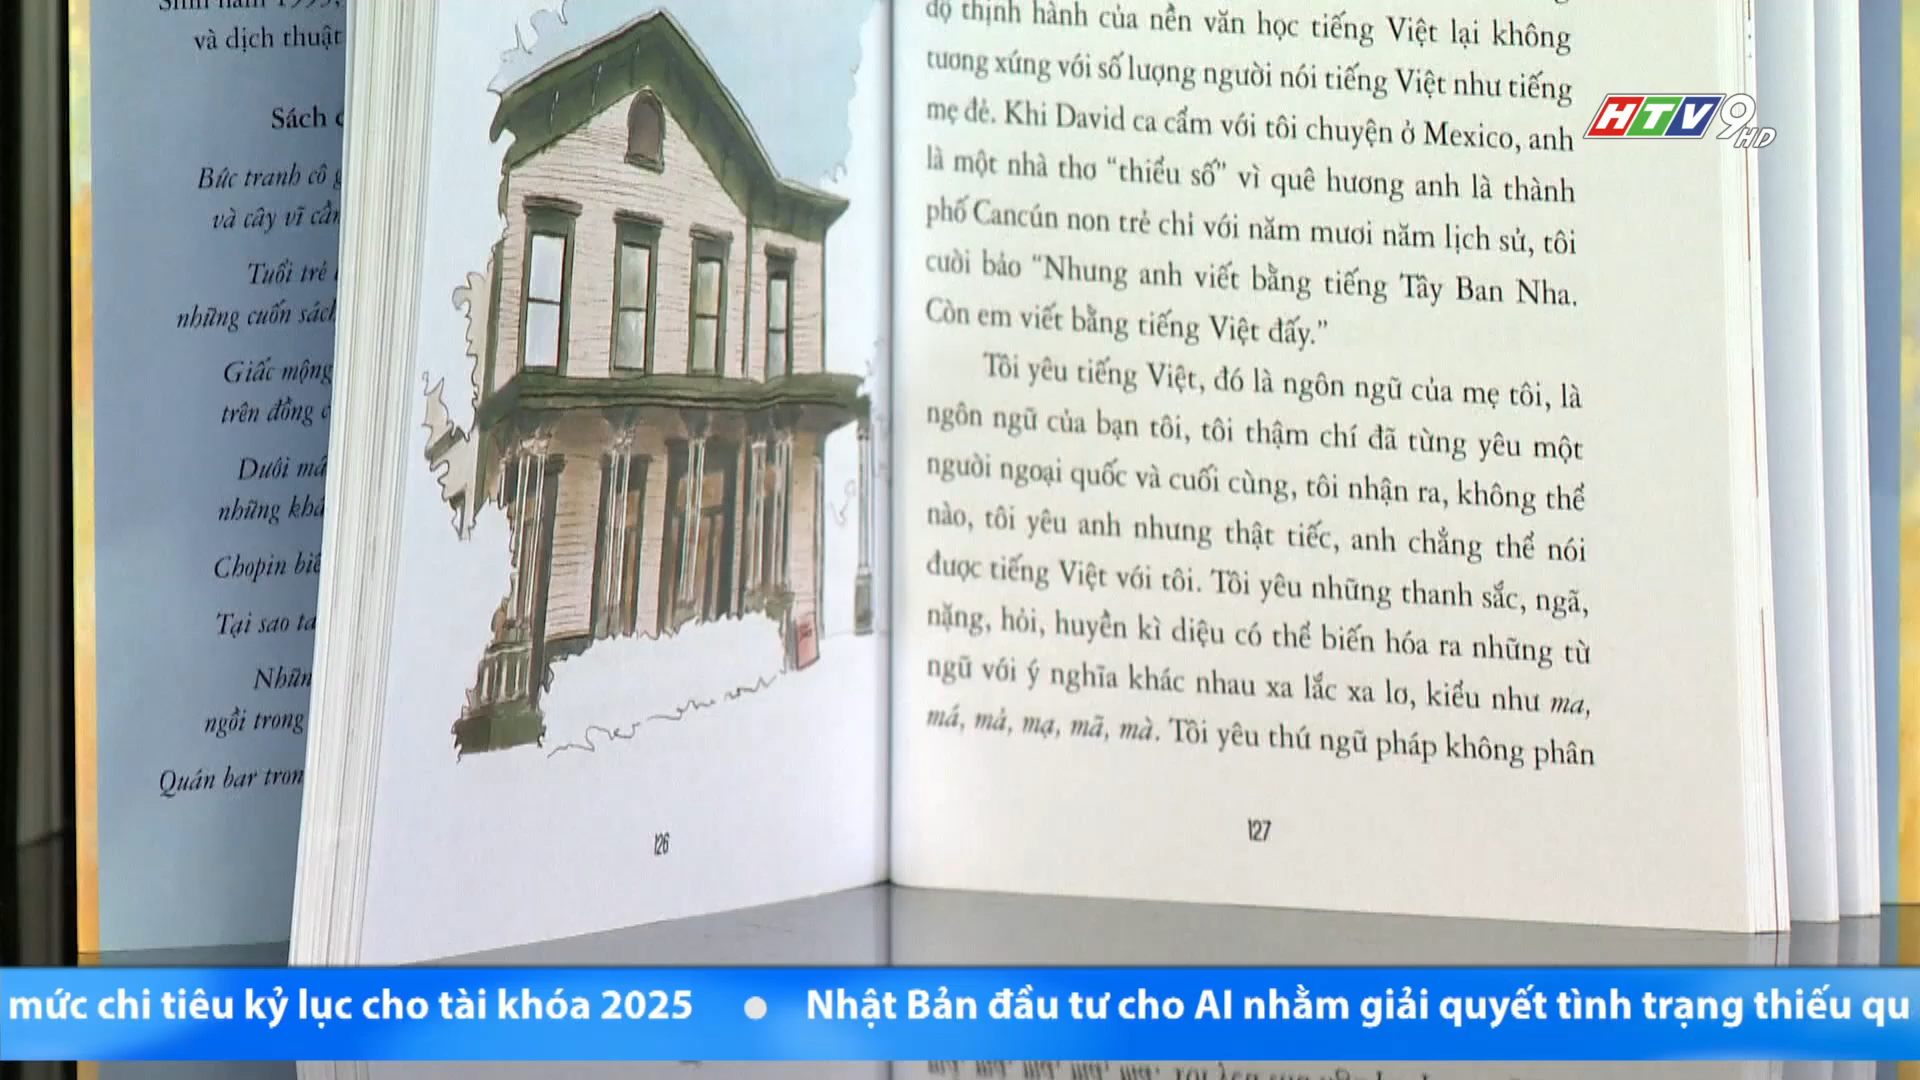 và dịch thuật
Sách
Bức tranh cô
và cây vĩ cầm
Tuổi trẻ
những cuốn sách
Giấc mộng
trên đồng
Dưới
những
Chopin
Tại sao ta
Những
ngồi trong
Quán bar trong
126
độ thịnh hành của nền văn học tiếng Việt lại không
tương xứng với số lượng người nói tiếng Việt như tiếng
mẹ đẻ. Khi David ca cẩm với tôi chuyện ở Mexico, anh
là một nhà thơ “thiểu số” vì quê hương anh là thành
phố Cancún non trẻ chỉ với năm mươi năm lịch sử, tôi
cười bảo “Nhưng anh viết bằng tiếng Tây Ban Nha.
Còn em viết bằng tiếng Việt đấy.”
Tôi yêu tiếng Việt, đó là ngôn ngữ của mẹ tôi, là
ngôn ngữ của bạn tôi, tôi thậm chí đã từng yêu một
người ngoại quốc và cuối cùng, tôi nhận ra, không thể
nào, tôi yêu anh nhưng thật tiếc, anh chẳng thể nói
được tiếng Việt với tôi. Tôi yêu những thanh sắc, ngã,
nặng, hỏi, huyền kì diệu có thể biến hóa ra những từ
ngữ với ý nghĩa khác nhau xa lắc xa lơ, kiểu như ma,
má, mả, mạ, mã, mà. Tôi yêu thứ ngữ pháp không phân
127
HTV9 HD
mức chi tiêu kỷ lục cho tài khóa 2025 ● Nhật Bản đầu tư cho AI nhằm giải quyết tình trạng thiếu qu